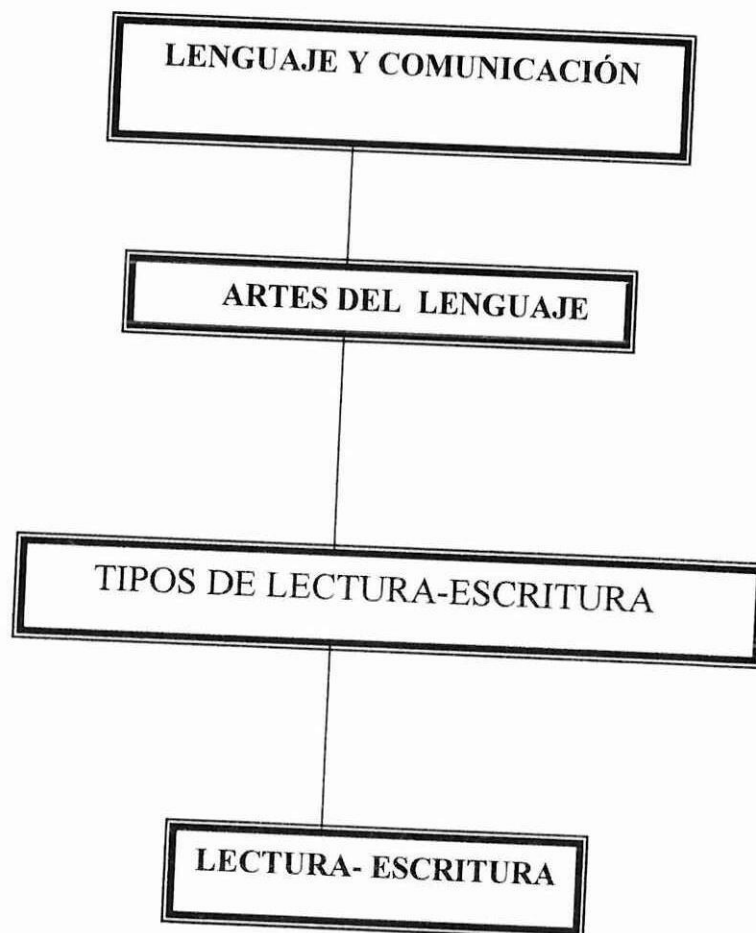 LENGUAJE Y COMUNICACIÓN
ARTES DEL LENGUAJE
TIPOS DE LECTURA-ESCRITURA
LECTURA- ESCRITURA